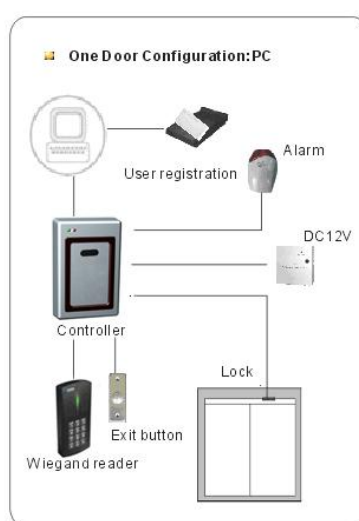 One Door Configuration:PC
User registration
Alarm
DC12V
Controller
Lock
Exit button
Wiegand reader